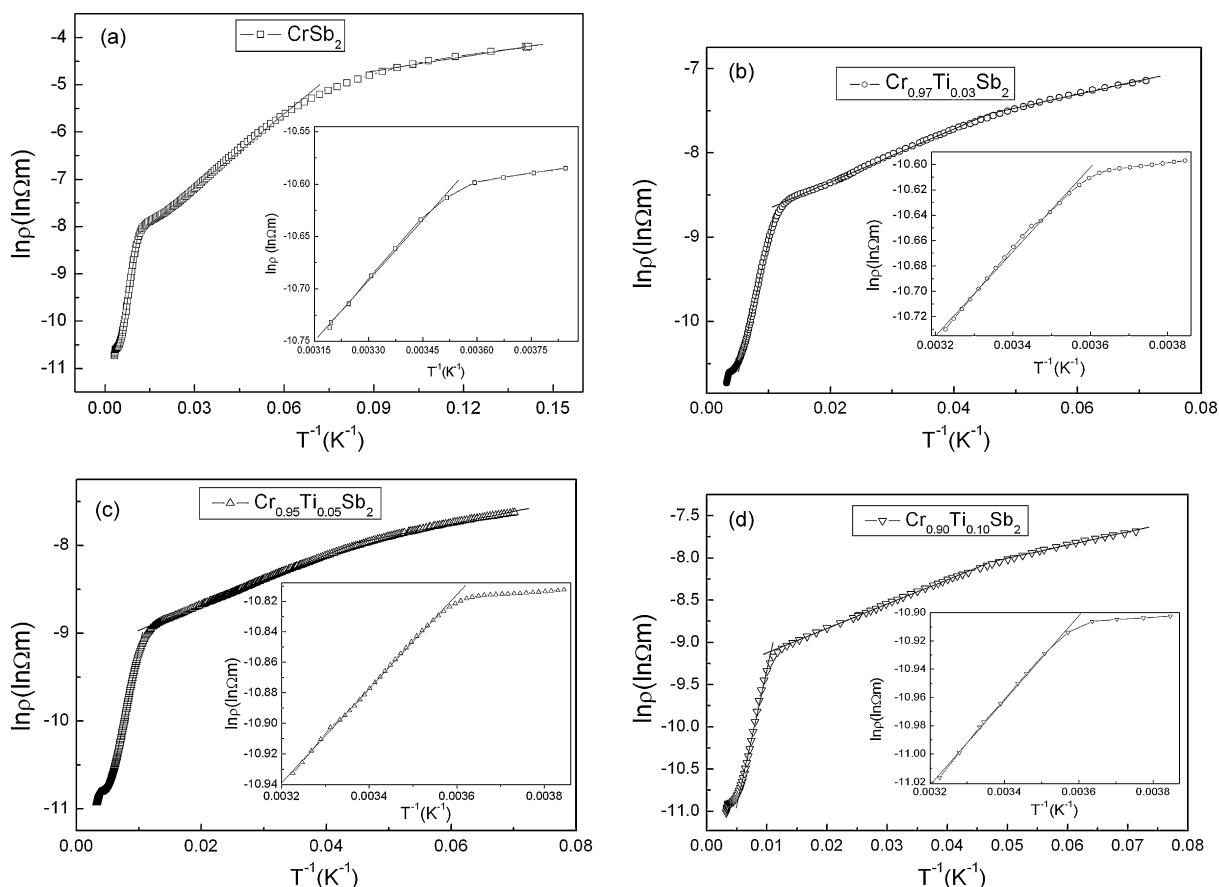 (a)
CrSb2
lnρ(lnΩm)
-4
-5
-6
-7
-8
-9
-10
-11
0.00 0.03 0.06 0.09 0.12 0.15
T-1(K-1)
lnρ (lnΩm)
-10.55
-10.60
-10.65
-10.70
-10.75
0.00315 0.00330 0.00345 0.00360 0.00375
T-1(K-1)
(b)
Cr0.97Ti0.03Sb2
lnρ(lnΩm)
-7
-8
-9
-10
0.00 0.02 0.04 0.06 0.08
T-1(K-1)
lnρ(lnΩm)
-10.60
-10.64
-10.66
-10.68
-10.70
-10.72
0.0032 0.0034 0.0036 0.0038
T-1(K-1)
(c)
Cr0.95Ti0.05Sb2
lnρ(lnΩm)
-8
-9
-10
-11
0.00 0.02 0.04 0.06 0.08
T-1(K-1)
lnρ(lnΩm)
-10.82
-10.84
-10.86
-10.88
-10.90
-10.92
-10.94
0.0032 0.0034 0.0036 0.0038
T-1(K-1)
(d)
Cr0.90Ti0.10Sb2
lnρ(lnΩm)
-7.5
-8.0
-8.5
-9.0
-9.5
-10.0
-10.5
-11.0
0.00 0.01 0.02 0.03 0.04 0.05 0.06 0.07 0.08
T-1(K-1)
lnρ(lnΩm)
-10.90
-10.92
-10.94
-10.96
-10.98
-11.00
-11.02
0.0032 0.0034 0.0036 0.0038
T-1(K-1)